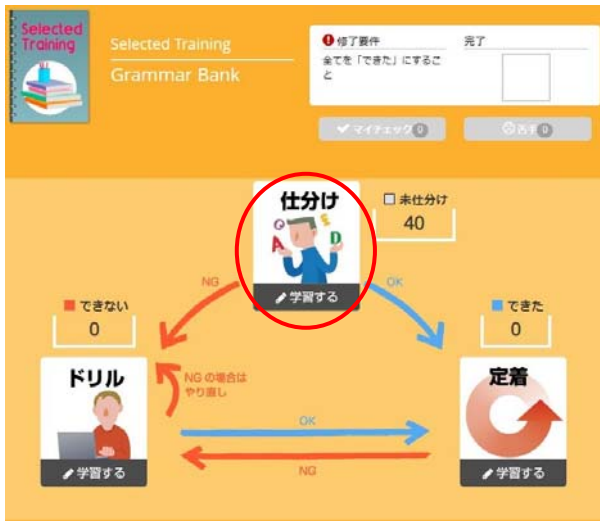 Selected
Training
Selected Training
Grammar Bank
修了要件
全てを「できた」にするこ
と
完了
マイチェック 0
苦手 0
仕分け
学習する
未仕分け
40
NG
OK
できない
0
できた
0
ドリル
学習する
NG の場合は
やり直し
OK
NG
定着
学習する